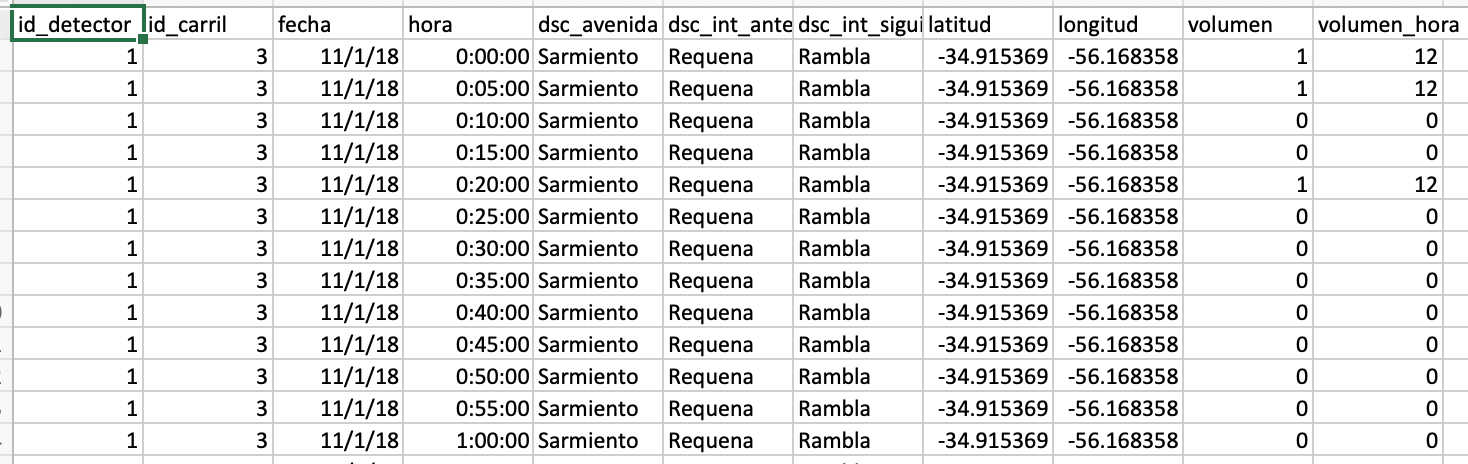 id_detector id_carril fecha hora dsc_avenida dsc_int_ante dsc_int_sigui latitud longitud volumen volumen_hora
1 3 11/1/18 0:00:00 Sarmiento Requena Rambla -34.915369 -56.168358 1 12
1 3 11/1/18 0:05:00 Sarmiento Requena Rambla -34.915369 -56.168358 1 12
1 3 11/1/18 0:10:00 Sarmiento Requena Rambla -34.915369 -56.168358 0 0
1 3 11/1/18 0:15:00 Sarmiento Requena Rambla -34.915369 -56.168358 0 0
1 3 11/1/18 0:20:00 Sarmiento Requena Rambla -34.915369 -56.168358 1 12
1 3 11/1/18 0:25:00 Sarmiento Requena Rambla -34.915369 -56.168358 0 0
1 3 11/1/18 0:30:00 Sarmiento Requena Rambla -34.915369 -56.168358 0 0
1 3 11/1/18 0:35:00 Sarmiento Requena Rambla -34.915369 -56.168358 0 0
1 3 11/1/18 0:40:00 Sarmiento Requena Rambla -34.915369 -56.168358 0 0
1 3 11/1/18 0:45:00 Sarmiento Requena Rambla -34.915369 -56.168358 0 0
1 3 11/1/18 0:50:00 Sarmiento Requena Rambla -34.915369 -56.168358 0 0
1 3 11/1/18 0:55:00 Sarmiento Requena Rambla -34.915369 -56.168358 0 0
1 3 11/1/18 1:00:00 Sarmiento Requena Rambla -34.915369 -56.168358 0 0